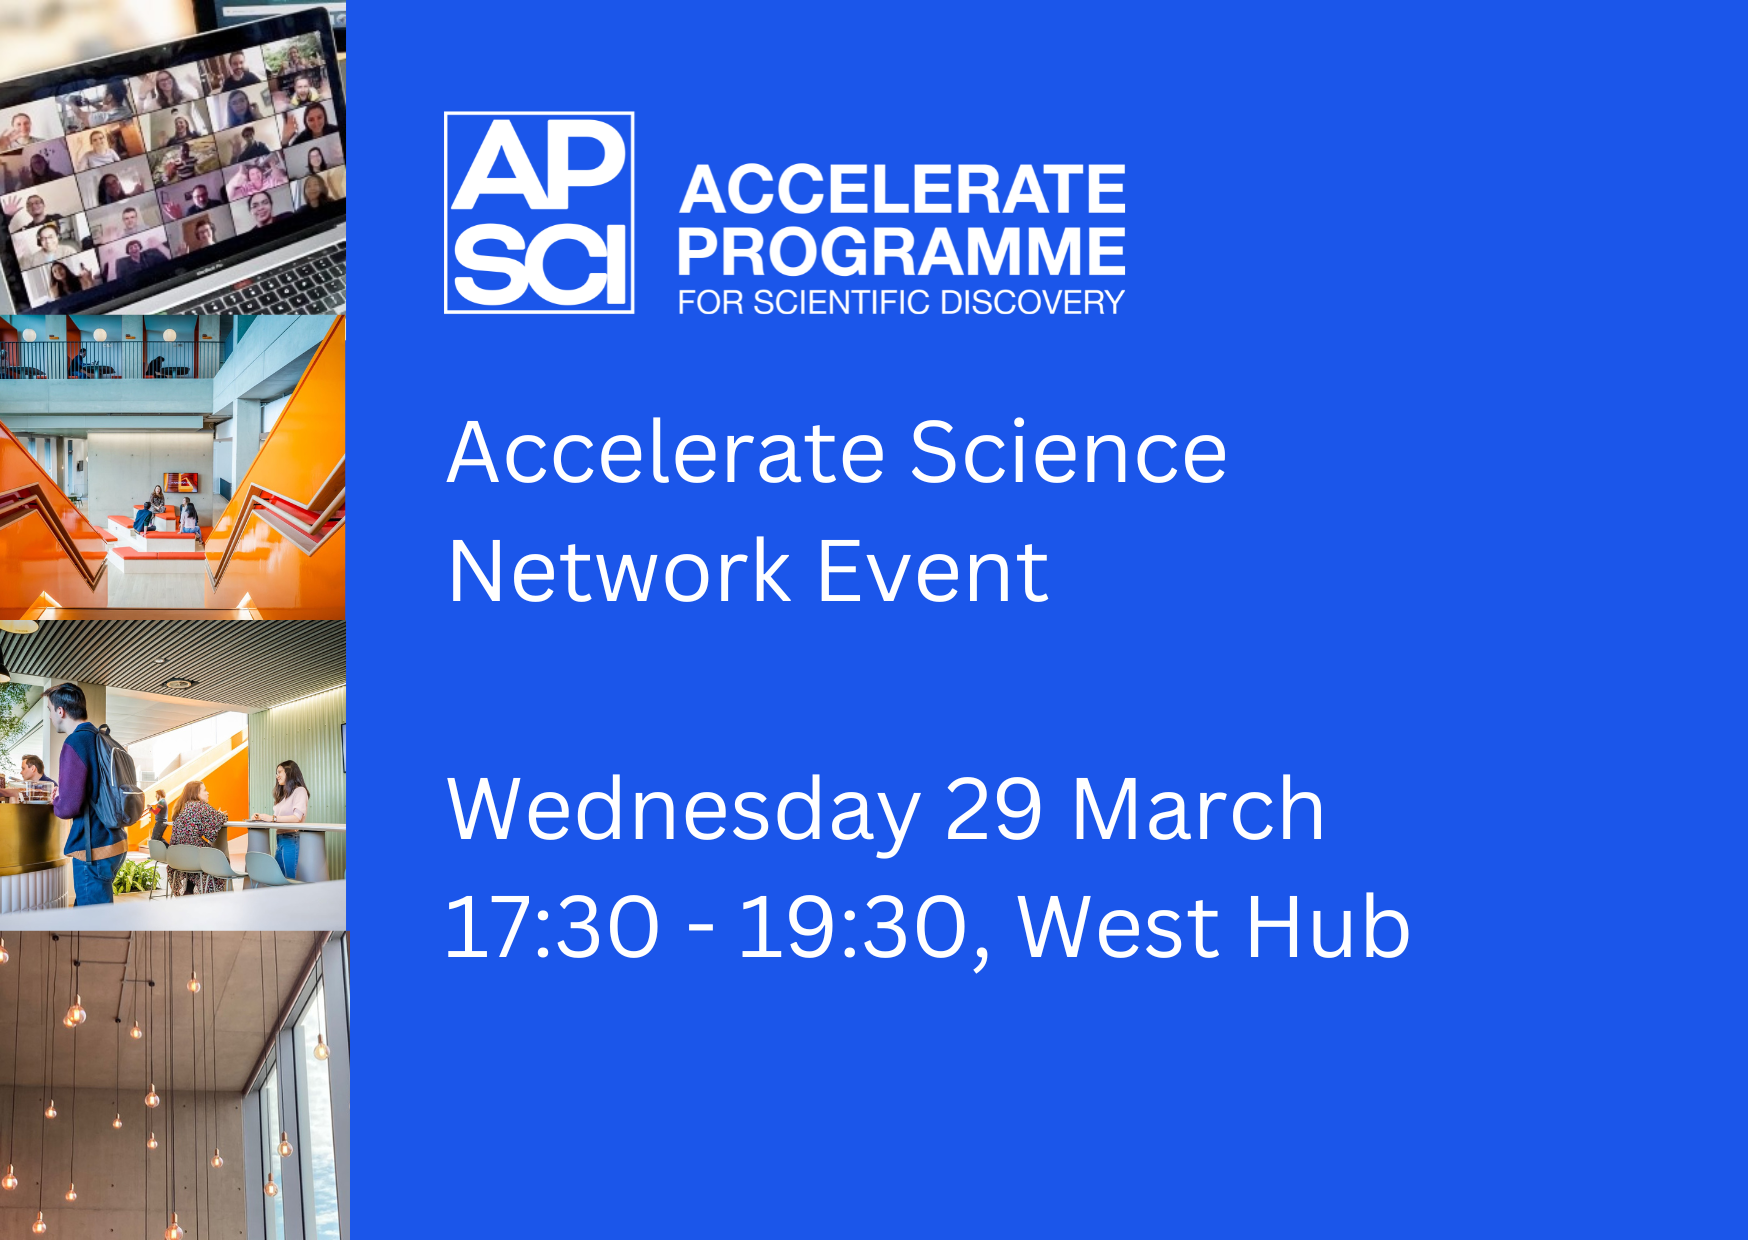 AP
SCI
ACCELERATE
PROGRAMME
FOR SCIENTIFIC DISCOVERY
Accelerate Science
Network Event
Wednesday 29 March
17:30 - 19:30, West Hub